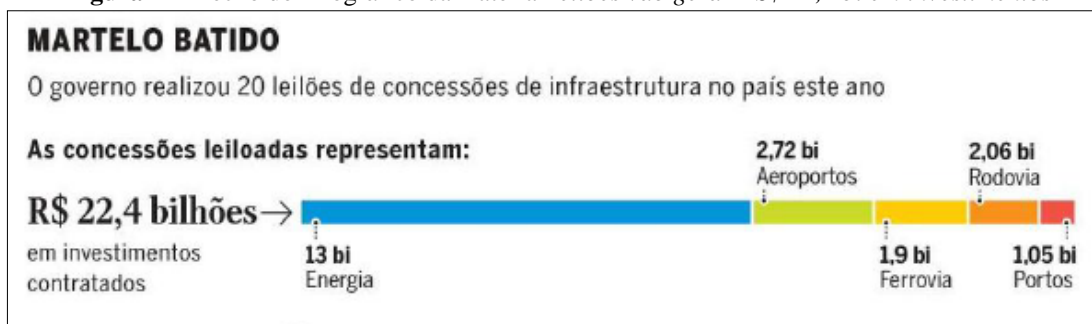 MARTELO BATIDO
O governo realizou 20 leilões de concessões de infraestrutura no país este ano
As concessões leiloadas representam:
R$ 22,4 bilhões
em investimentos
contratados
13 bi
Energia
2,72 bi
Aeroportos
1,9 bi
Ferrovia
2,06 bi
Rodovia
1,05 bi
Portos